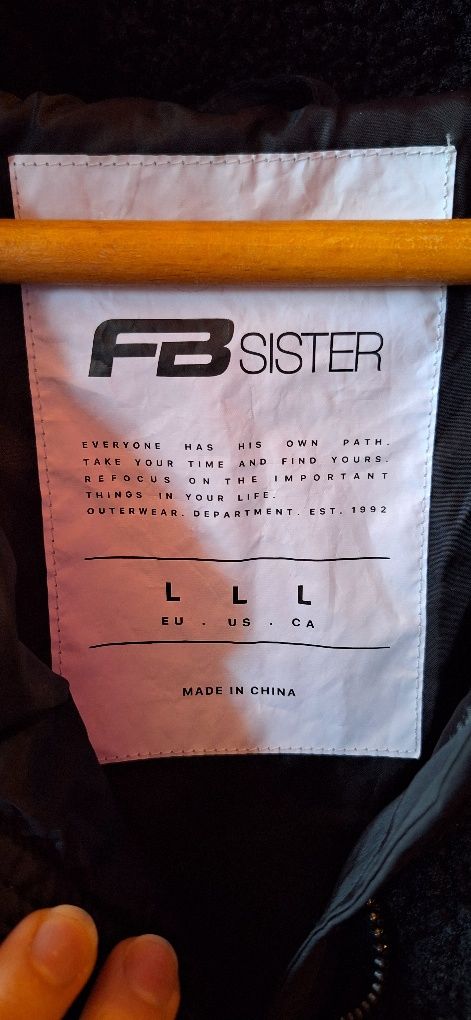 FB SISTER
EVERYONE HAS HIS OWN PATH.
TAKE YOUR TIME AND FIND YOURS.
REFOCUS ON THE IMPORTANT
THINGS IN YOUR LIFE.
OUTERWEAR. DEPARTMENT. EST. 1992
L L L
EU . US . CA
MADE IN CHINA